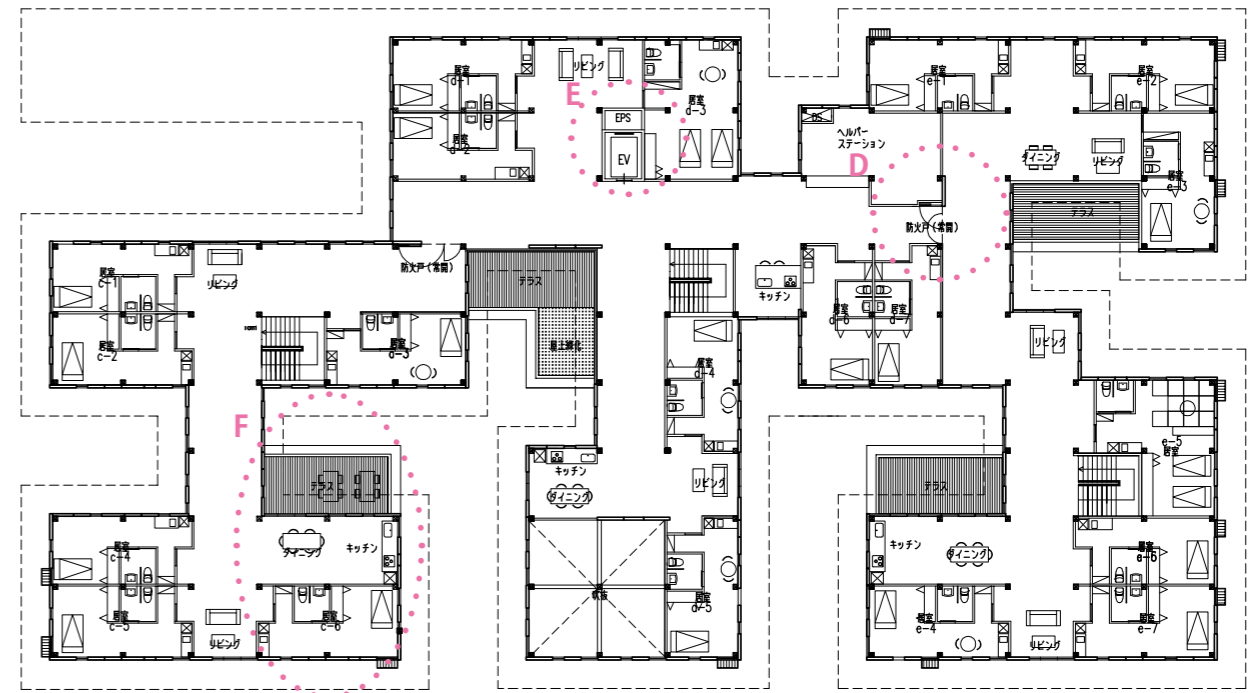 居室
d-1
居室
d-2
リビング
E
EPS
EV
居室
d-3
DS
ヘルパー
ステーション
D
居室
e-1
居室
e-2
ダイニング
リビング
居室
e-3
テラス
防火戸(常開)
居室
c-1
居室
c-2
リビング
防火戸(常開)
居室
テラス
屋上緑化
キッチン
居室
d-6
居室
d-7
居室
d-4
リビング
F
テラス
ダイニング
キッチン
居室
c-4
居室
c-5
リビング
居室
c-6
キッチン
ダイニング
リビング
吹抜
居室
d-5
e-5
居室
テラス
キッチン
ダイニング
居室
e-4
リビング
居室
e-6
居室
e-7